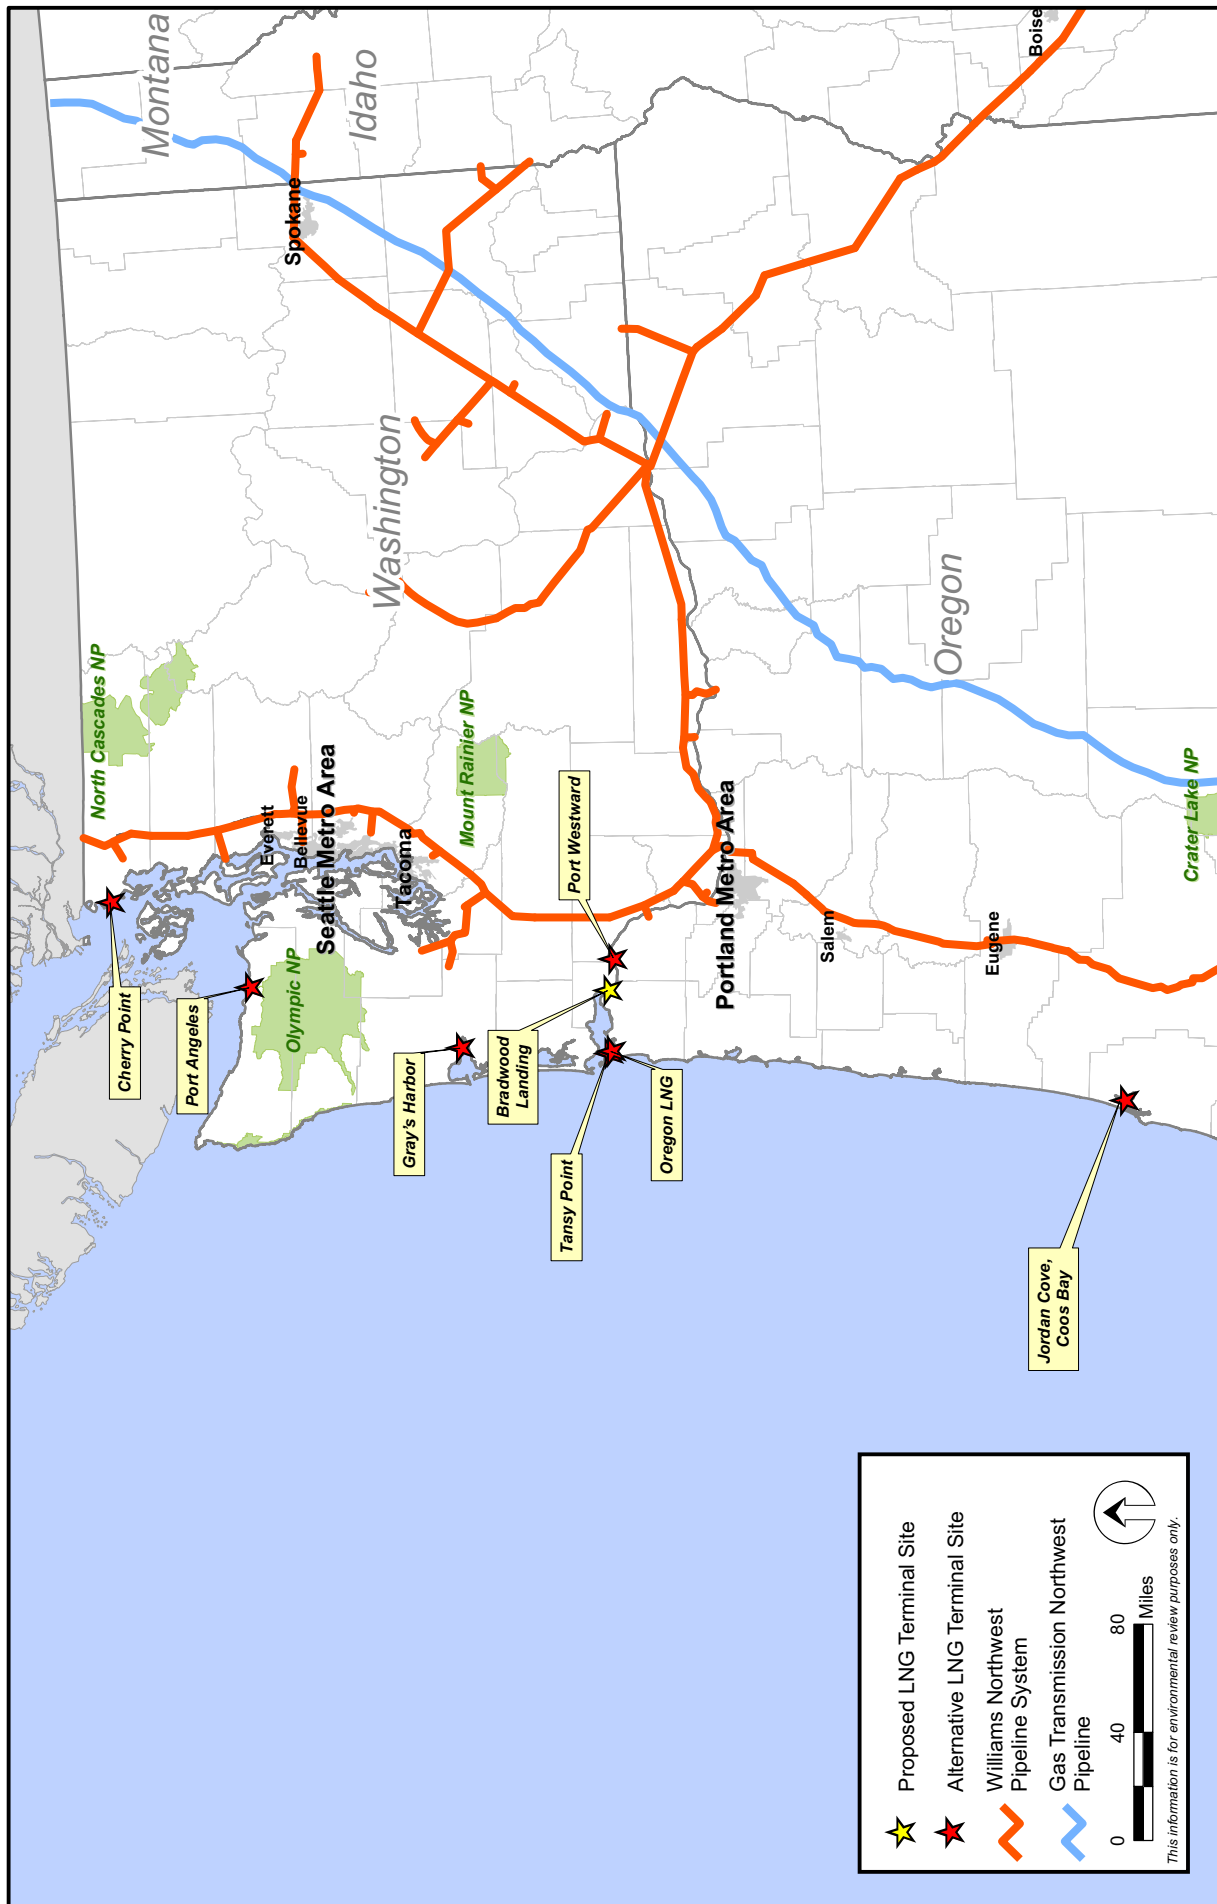 Montana
Idaho
Spokane
Boise
Washington
Oregon
North Cascades NP
Mount Rainier NP
Crater Lake NP
Olympic NP
Everett
Bellevue
Seattle Metro Area
Tacoma
Portland Metro Area
Salem
Eugene
Cherry Point
Port Angeles
Gray's Harbor
Bradwood
Landing
Port Westward
Tansy Point
Oregon LNG
Jordan Cove,
Coos Bay
Proposed LNG Terminal Site
Alternative LNG Terminal Site
Williams Northwest
Pipeline System
Gas Transmission Northwest
Pipeline
0 40 80
Miles
This information is for environmental review purposes only.